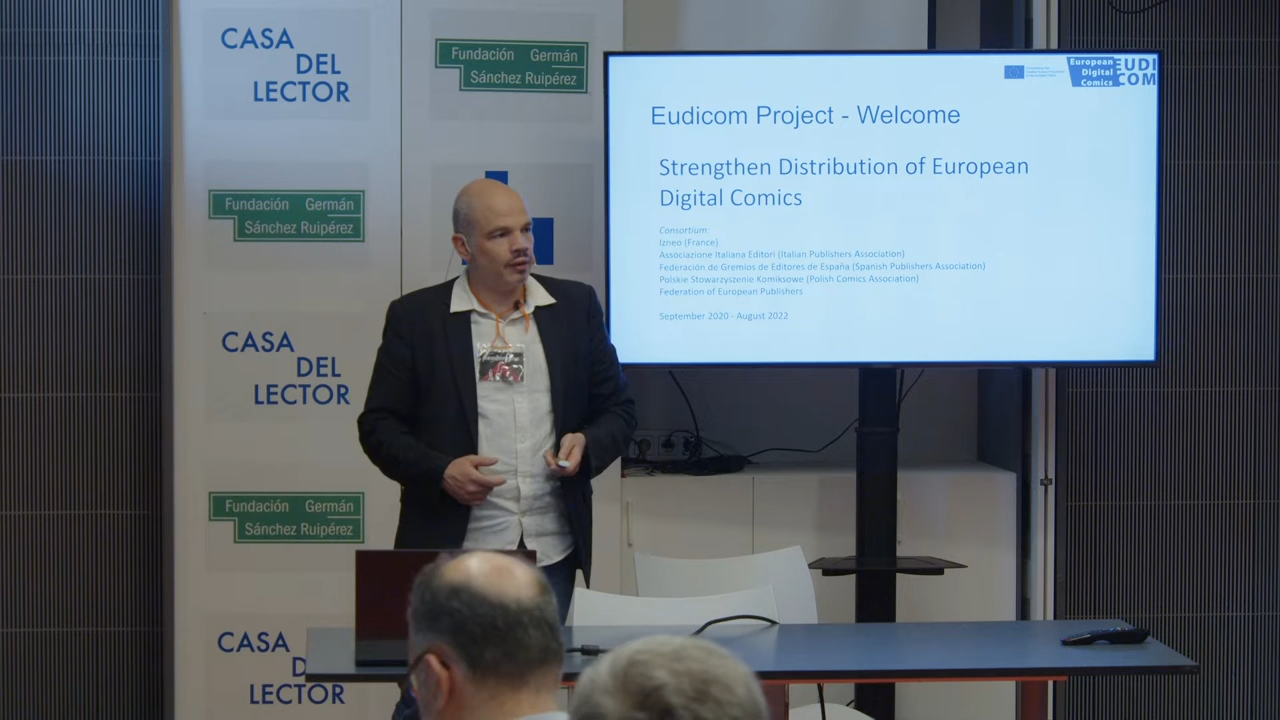 CASA
DEL
LECTOR
Fundación Germán
Sánchez Ruipérez
Fundación Germán
Sánchez Ruipérez
CASA
DEL
LECTOR
Fundación Germán
Sánchez Ruipérez
CASA
D
LECTOR
European
Digital
Comics
EUDI
COM
Eudicom Project - Welcome
Strengthen Distribution of European
Digital Comics
Consortium:
Izneo (France)
Associazione Italiana Editori (Italian Publishers Association)
Federación de Gremios de Editores de España (Spanish Publishers Association)
Polskie Stowarzyszenie Komiksowe (Polish Comics Association)
Federation of European Publishers
September 2020 - August 2022